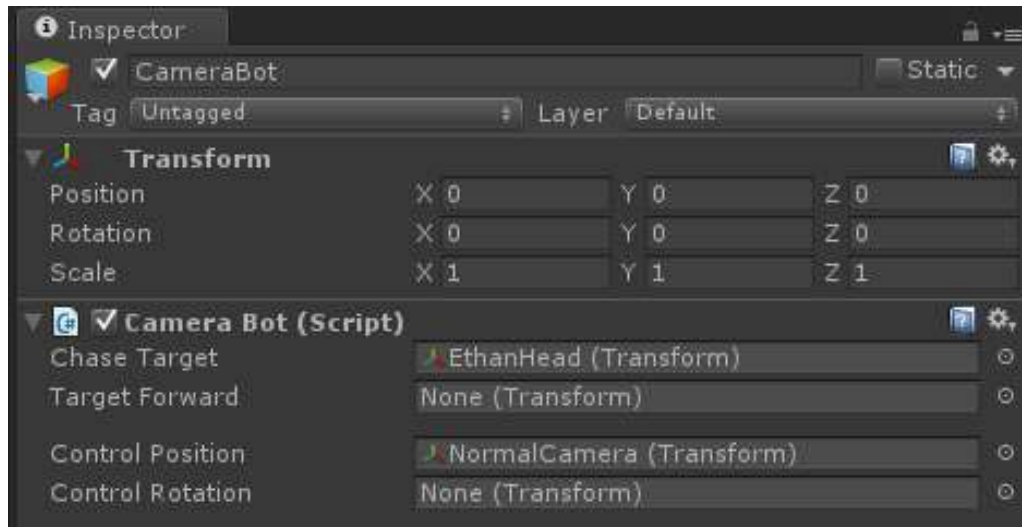 Inspector
CameraBot Static
Tag Untagged Layer Default
Transform
Position X 0 Y 0 Z 0
Rotation X 0 Y 0 Z 0
Scale X 1 Y 1 Z 1
C# Camera Bot (Script)
Chase Target EthanHead (Transform)
Target Forward None (Transform)
Control Position NormalCamera (Transform)
Control Rotation None (Transform)